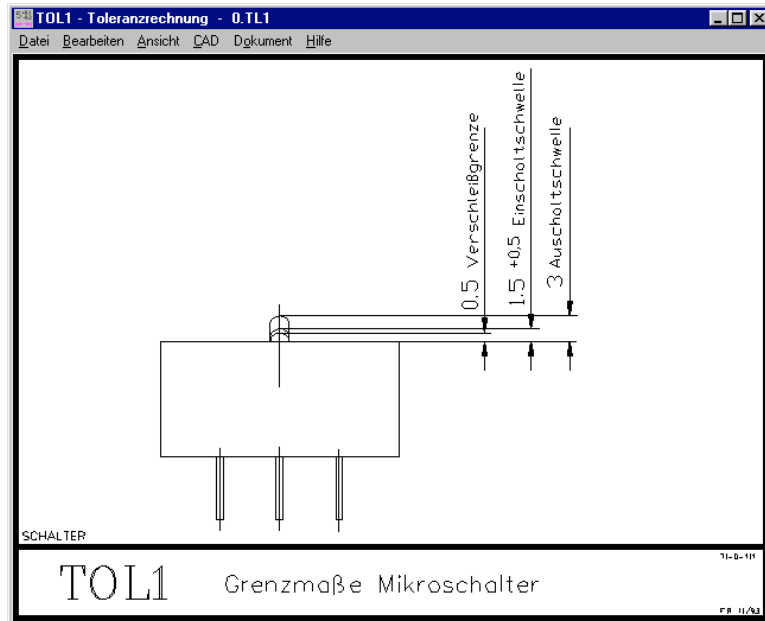 TOL1 - Toleranzrechnung - 0.TL1
Datei Bearbeiten Ansicht CAD Dokument Hilfe
0.5 Verschleißgrenze
1.5 +0,5 Einscholtschwelle
3 Auscholtschwelle
SCHALTER
TOL1 Grenzmaße Mikroschalter